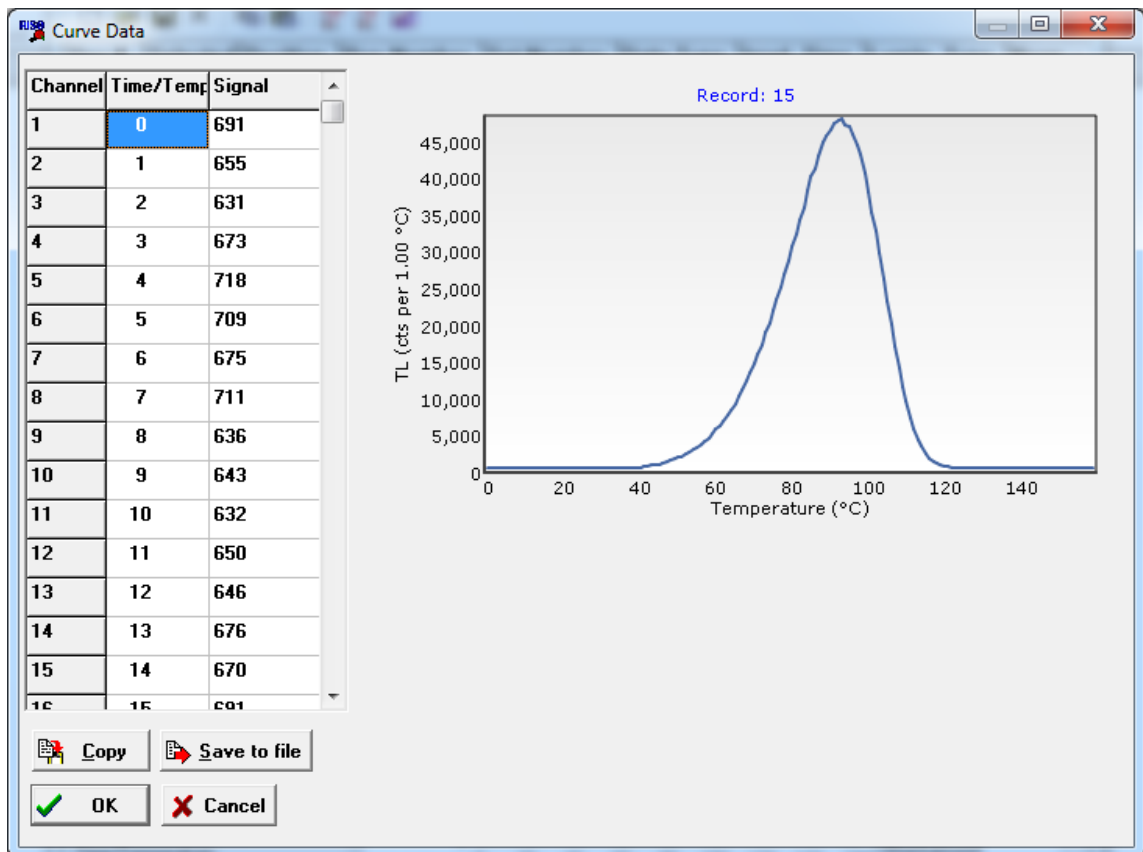 Curve Data
Channel Time/Temp Signal
1 0 691
2 1 655
3 2 631
4 3 673
5 4 718
6 5 709
7 6 675
8 7 711
9 8 636
10 9 643
11 10 632
12 11 650
13 12 646
14 13 676
15 14 670
16 15 691
Copy
Save to file
OK
Cancel
Record: 15
TL (cts per 1.00 °C)
45,000
40,000
35,000
30,000
25,000
20,000
15,000
10,000
5,000
0
0 20 40 60 80 100 120 140
Temperature (°C)